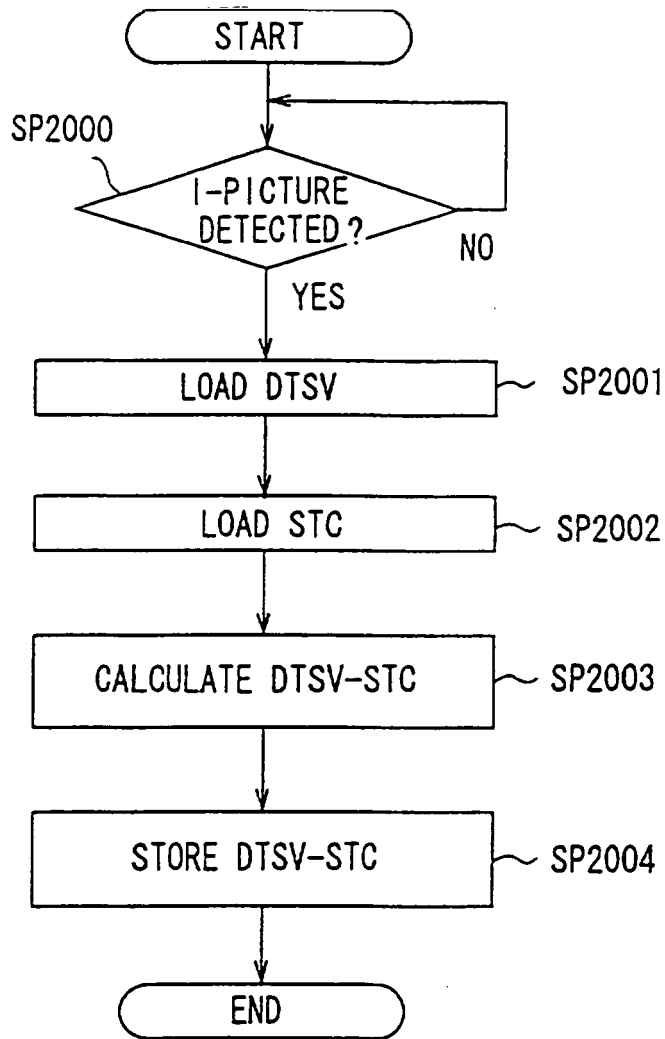 START
SP2000
I-PICTURE
DETECTED?
NO
YES
LOAD DTSV
SP2001
LOAD STC
SP2002
CALCULATE DTSV-STC
SP2003
STORE DTSV-STC
SP2004
END